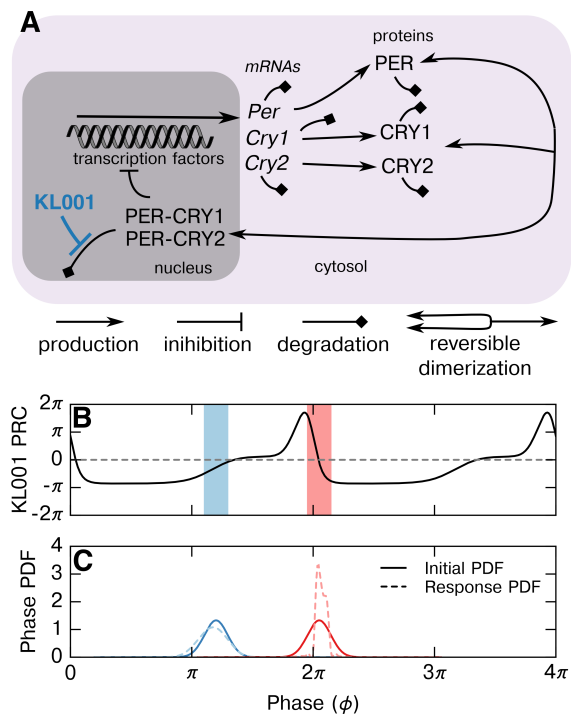 A
proteins
mRNAs
PER
Per
Cry1
CRY1
Cry2
CRY2
transcription factors
KL001
PER-CRY1
PER-CRY2
nucleus
cytosol
production
inihibition
degradation
reversible
dimerization
B
KL001 PRC
2π
π
0
-π
-2π
C
Phase PDF
4
3
2
1
0
Initial PDF
Response PDF
0
π
2π
3π
4π
Phase (ϕ)